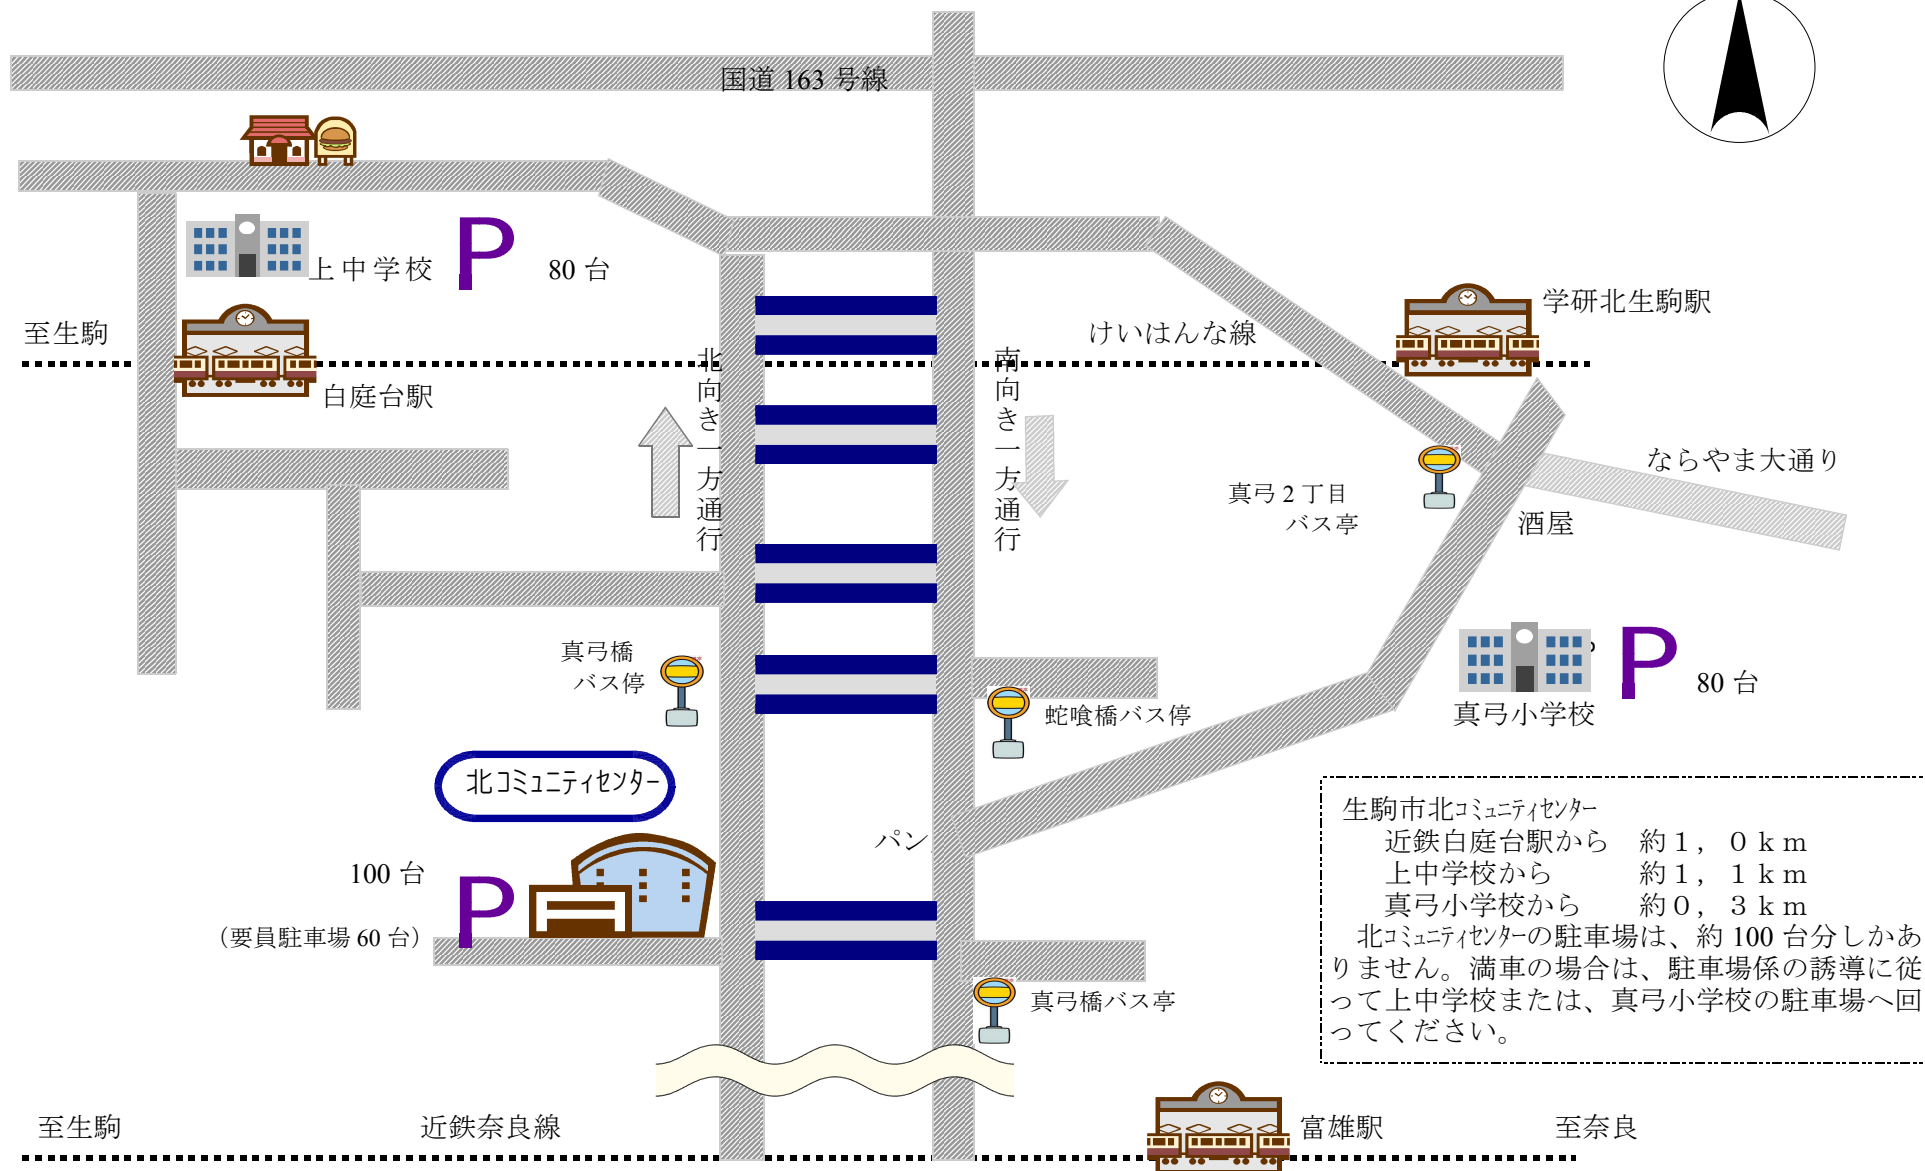 国道 163 号線
上中学校
80 台
至生駒
白庭台駅
北向き一方通行
南向き一方通行
けいはんな線
学研北生駒駅
ならやま大通り
真弓 2 丁目
バス亭
酒屋
真弓橋
バス停
蛇喰橋バス停
真弓小学校
80 台
北コミュニティセンター
パン
100 台
（要員駐車場 60 台）
真弓橋バス亭
生駒市北コミュニティセンター
近鉄白庭台駅から 約１，０ｋｍ
上中学校から 約１，１ｋｍ
真弓小学校から 約０，３ｋｍ
北コミュニティセンターの駐車場は、約 100 台分しかあ
りません。満車の場合は、駐車場係の誘導に従
って上中学校または、真弓小学校の駐車場へ回
ってください。
至生駒
近鉄奈良線
富雄駅
至奈良
P
P
P